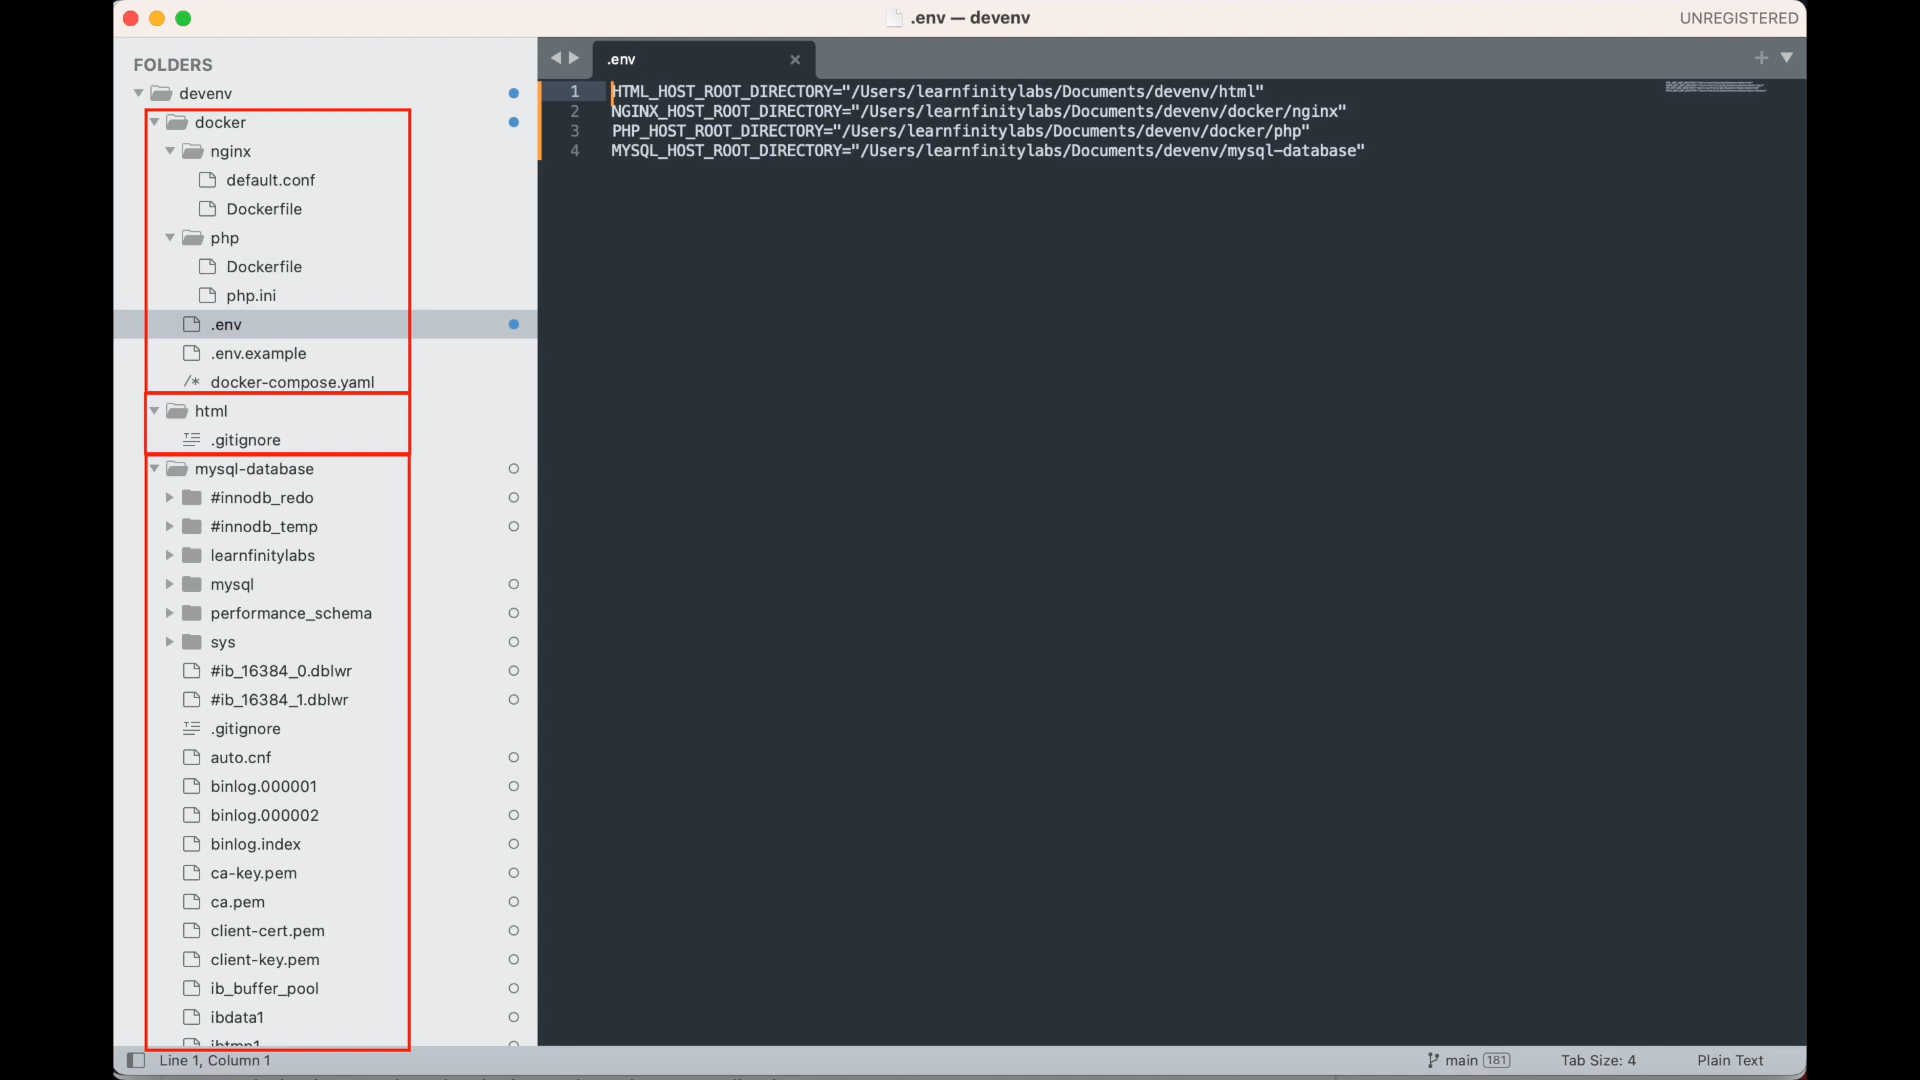 .env — devenv
UNREGISTERED
FOLDERS
devenv
docker
nginx
default.conf
Dockerfile
php
Dockerfile
php.ini
.env
.env.example
/* docker-compose.yaml
html
.gitignore
mysql-database
#innodb_redo
#innodb_temp
learnfinitylabs
mysql
performance_schema
sys
#ib_16384_0.dblwr
#ib_16384_1.dblwr
.gitignore
auto.cnf
binlog.000001
binlog.000002
binlog.index
ca-key.pem
ca.pem
client-cert.pem
client-key.pem
ib_buffer_pool
ibdata1
ibtmp1
.env
1 HTML_HOST_ROOT_DIRECTORY="/Users/learnfinitylabs/Documents/devenv/html"
2 NGINX_HOST_ROOT_DIRECTORY="/Users/learnfinitylabs/Documents/devenv/docker/nginx"
3 PHP_HOST_ROOT_DIRECTORY="/Users/learnfinitylabs/Documents/devenv/docker/php"
4 MYSQL_HOST_ROOT_DIRECTORY="/Users/learnfinitylabs/Documents/devenv/mysql-database"
Line 1, Column 1
main 181
Tab Size: 4
Plain Text